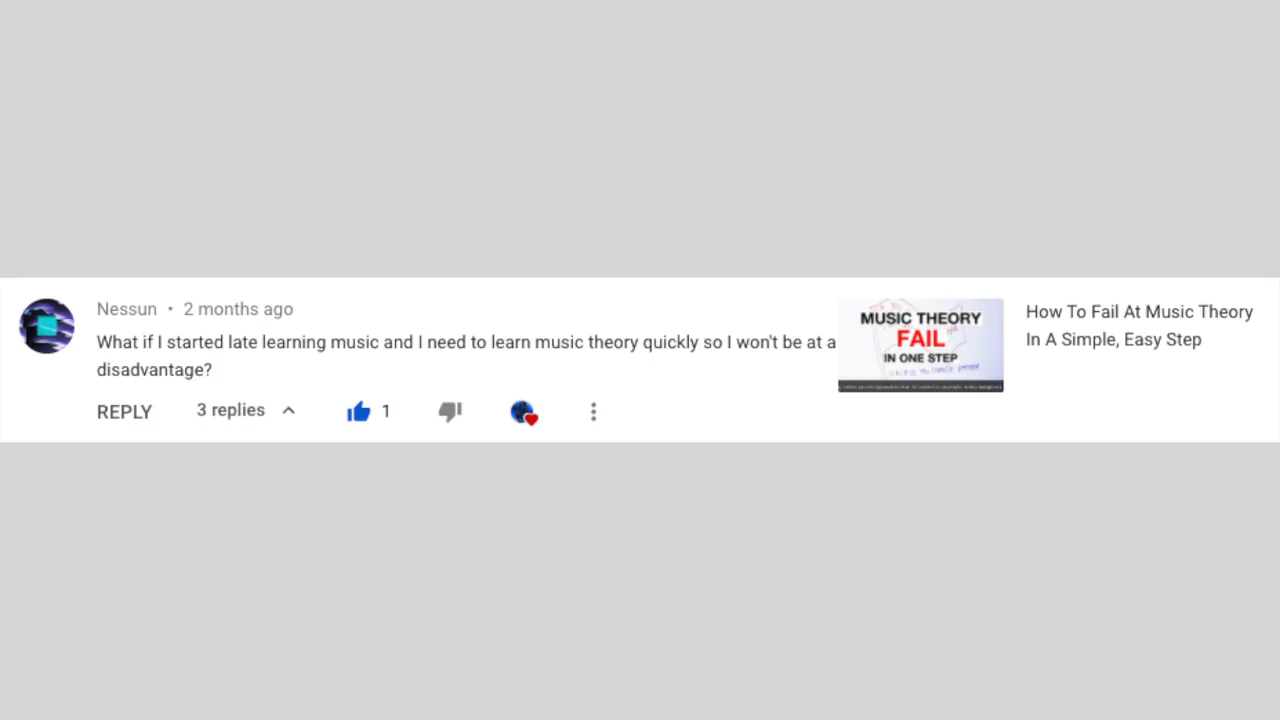 Nessun • 2 months ago
What if I started late learning music and I need to learn music theory quickly so I won't be at a
disadvantage?
REPLY 3 replies 1
MUSIC THEORY
FAIL
IN ONE STEP
How To Fail At Music Theory
In A Simple, Easy Step